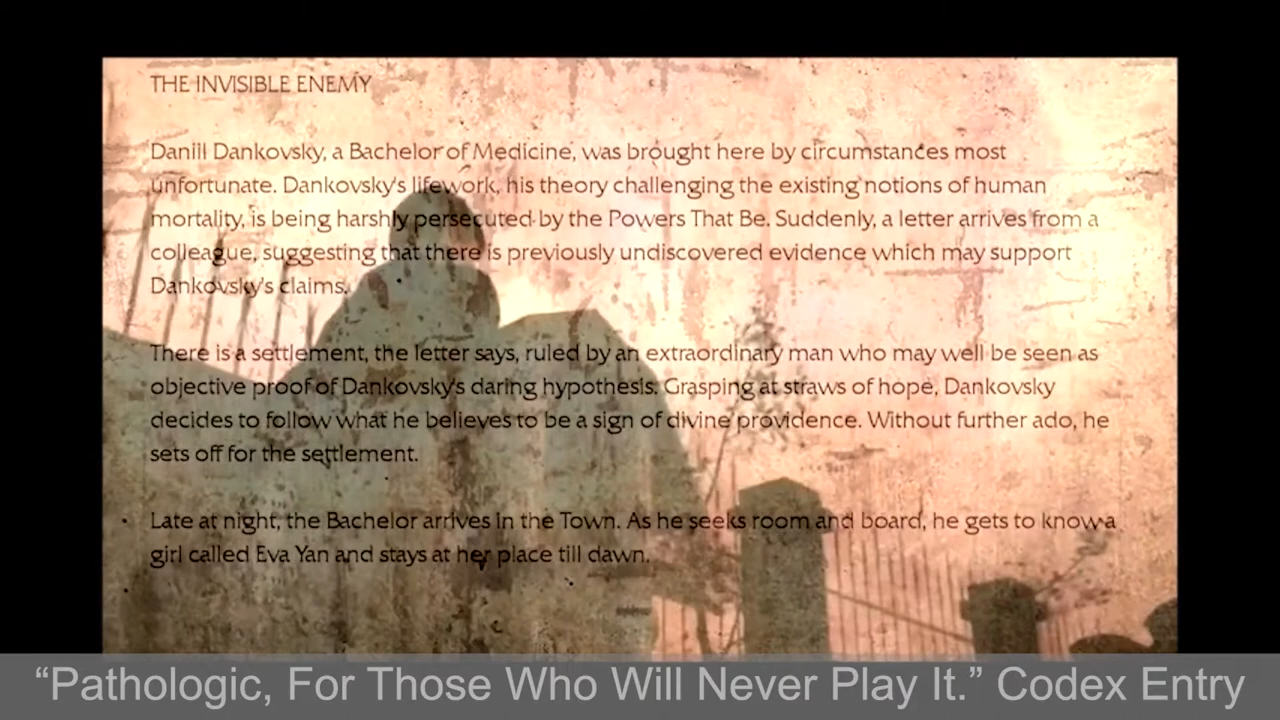 THE INVISIBLE ENEMY
Daniil Dankovsky, a Bachelor of Medicine, was brought here by circumstances most
unfortunate. Dankovsky's lifework, his theory challenging the existing notions of human
mortality, is being harshly persecuted by the Powers That Be. Suddenly, a letter arrives from a
colleague, suggesting that there is previously undiscovered evidence which may support
Dankovsky's claims.
There is a settlement, the letter says, ruled by an extraordinary man who may well be seen as
objective proof of Dankovsky's daring hypothesis. Grasping at straws of hope, Dankovsky
decides to follow what he believes to be a sign of divine providence. Without further ado, he
sets off for the settlement.
Late at night, the Bachelor arrives in the Town. As he seeks room and board, he gets to know a
girl called Eva Yan and stays at her place till dawn.
“Pathologic, For Those Who Will Never Play It.” Codex Entry